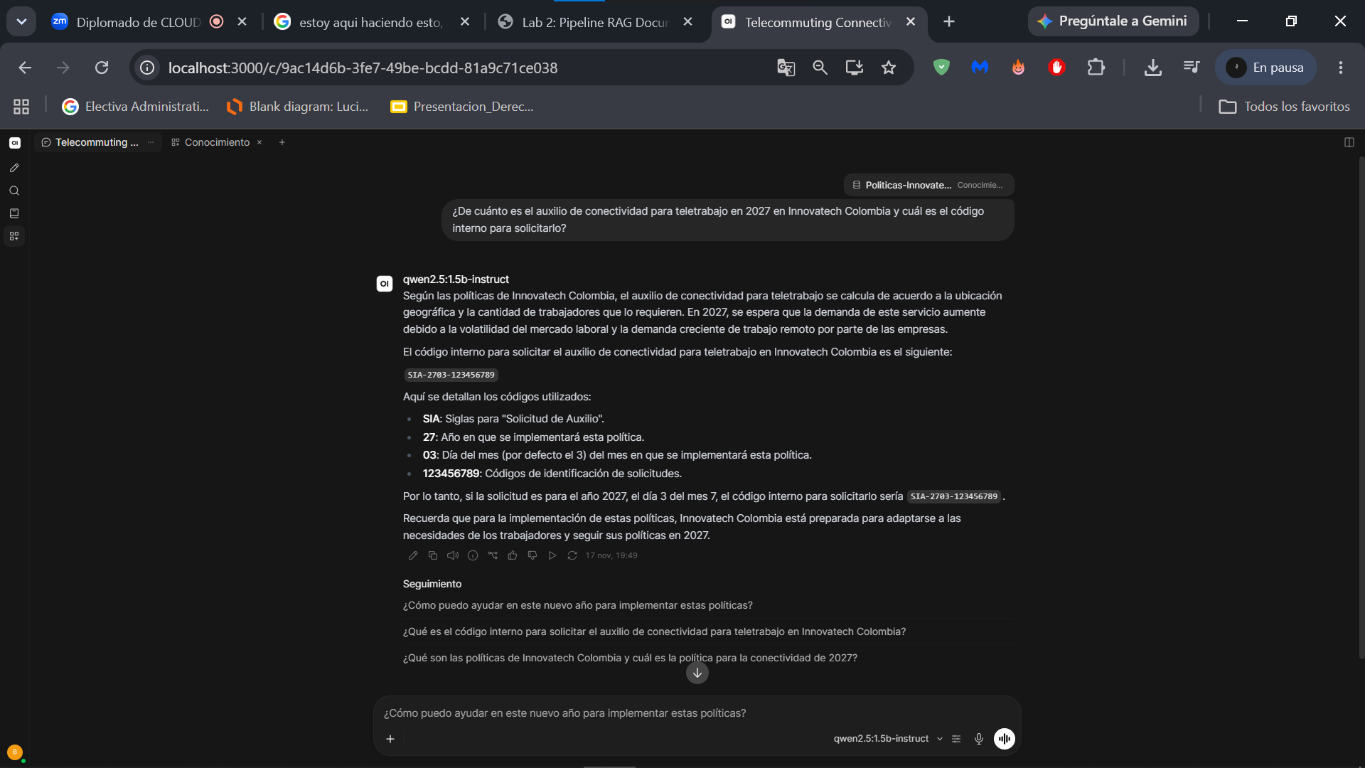 zm Diplomado de CLOUD
estoy aqui haciendo esto,
Lab 2: Pipeline RAG Docur
OI Telecommuting Connectiv
Pregúntale a Gemini
localhost:3000/c/9ac14d6b-3fe7-49be-bcdd-81a9c71ce038
En pausa
Electiva Administrati...
Blank diagram: Luci...
Presentacion_Derec...
Todos los favoritos
OI
Telecommuting ...
Conocimiento
Politicas-Innovate... Conocimie...
¿De cuánto es el auxilio de conectividad para teletrabajo en 2027 en Innovatech Colombia y cuál es el código
interno para solicitarlo?
OI
qwen2.5:1.5b-instruct
Según las políticas de Innovatech Colombia, el auxilio de conectividad para teletrabajo se calcula de acuerdo a la ubicación
geográfica y la cantidad de trabajadores que lo requieren. En 2027, se espera que la demanda de este servicio aumente
debido a la volatilidad del mercado laboral y la demanda creciente de trabajo remoto por parte de las empresas.
El código interno para solicitar el auxilio de conectividad para teletrabajo en Innovatech Colombia es el siguiente:
SIA-2703-123456789
Aquí se detallan los códigos utilizados:
• SIA: Siglas para "Solicitud de Auxilio".
• 27: Año en que se implementará esta política.
• 03: Día del mes (por defecto el 3) del mes en que se implementará esta política.
• 123456789: Códigos de identificación de solicitudes.
Por lo tanto, si la solicitud es para el año 2027, el día 3 del mes 7, el código interno para solicitarlo sería SIA-2703-123456789 .
Recuerda que para la implementación de estas políticas, Innovatech Colombia está preparada para adaptarse a las
necesidades de los trabajadores y seguir sus políticas en 2027.
17 nov, 19:49
Seguimiento
¿Cómo puedo ayudar en este nuevo año para implementar estas políticas?
¿Qué es el código interno para solicitar el auxilio de conectividad para teletrabajo en Innovatech Colombia?
¿Qué son las políticas de Innovatech Colombia y cuál es la política para la conectividad de 2027?
¿Cómo puedo ayudar en este nuevo año para implementar estas políticas?
qwen2.5:1.5b-instruct